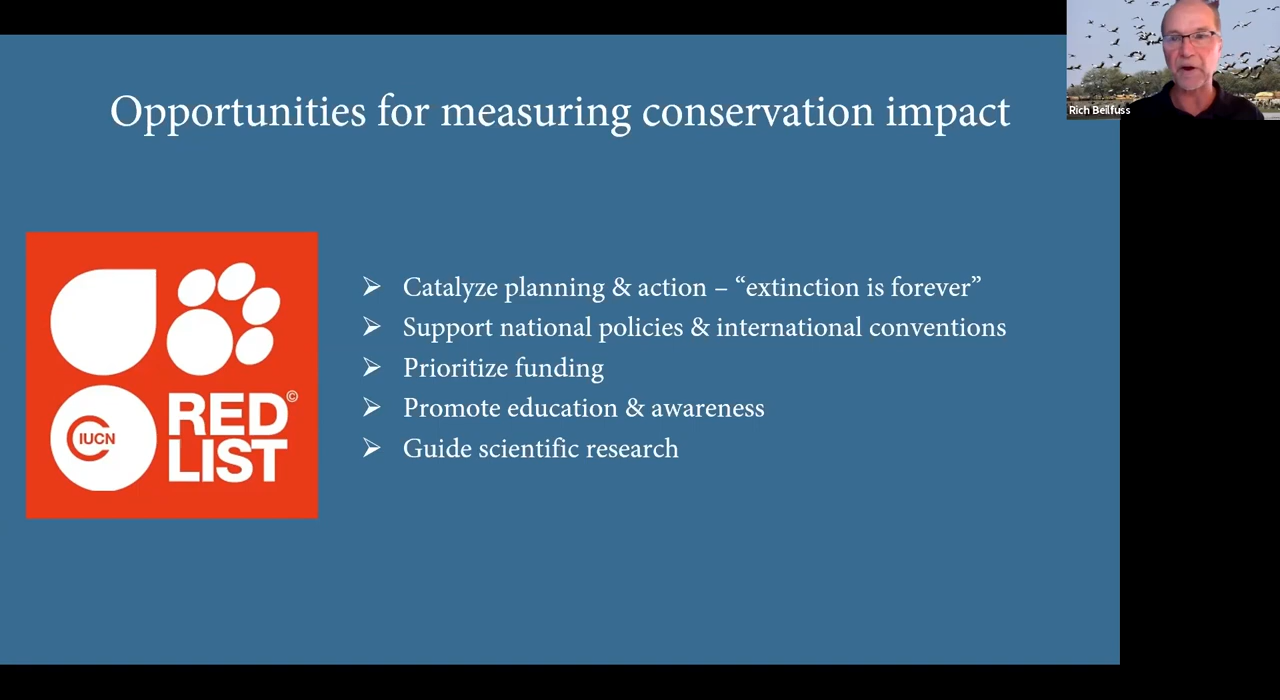 Opportunities for measuring conservation impact
Rich Beilfuss
➢ Catalyze planning & action – “extinction is forever”
➢ Support national policies & international conventions
➢ Prioritize funding
➢ Promote education & awareness
➢ Guide scientific research
IUCN
RED
LIST
©